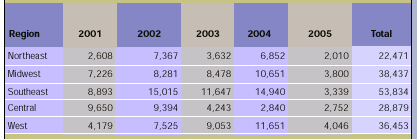 Region 2001 2002 2003 2004 2005 Total
Northeast 2,608 7,367 3,632 6,852 2,010 22,471
Midwest 7,226 8,281 8,478 10,651 3,800 38,437
Southeast 8,893 15,015 11,647 14,940 3,339 53,834
Central 9,650 9,394 4,243 2,840 2,752 28,879
West 4,179 7,525 9,053 11,651 4,046 36,453